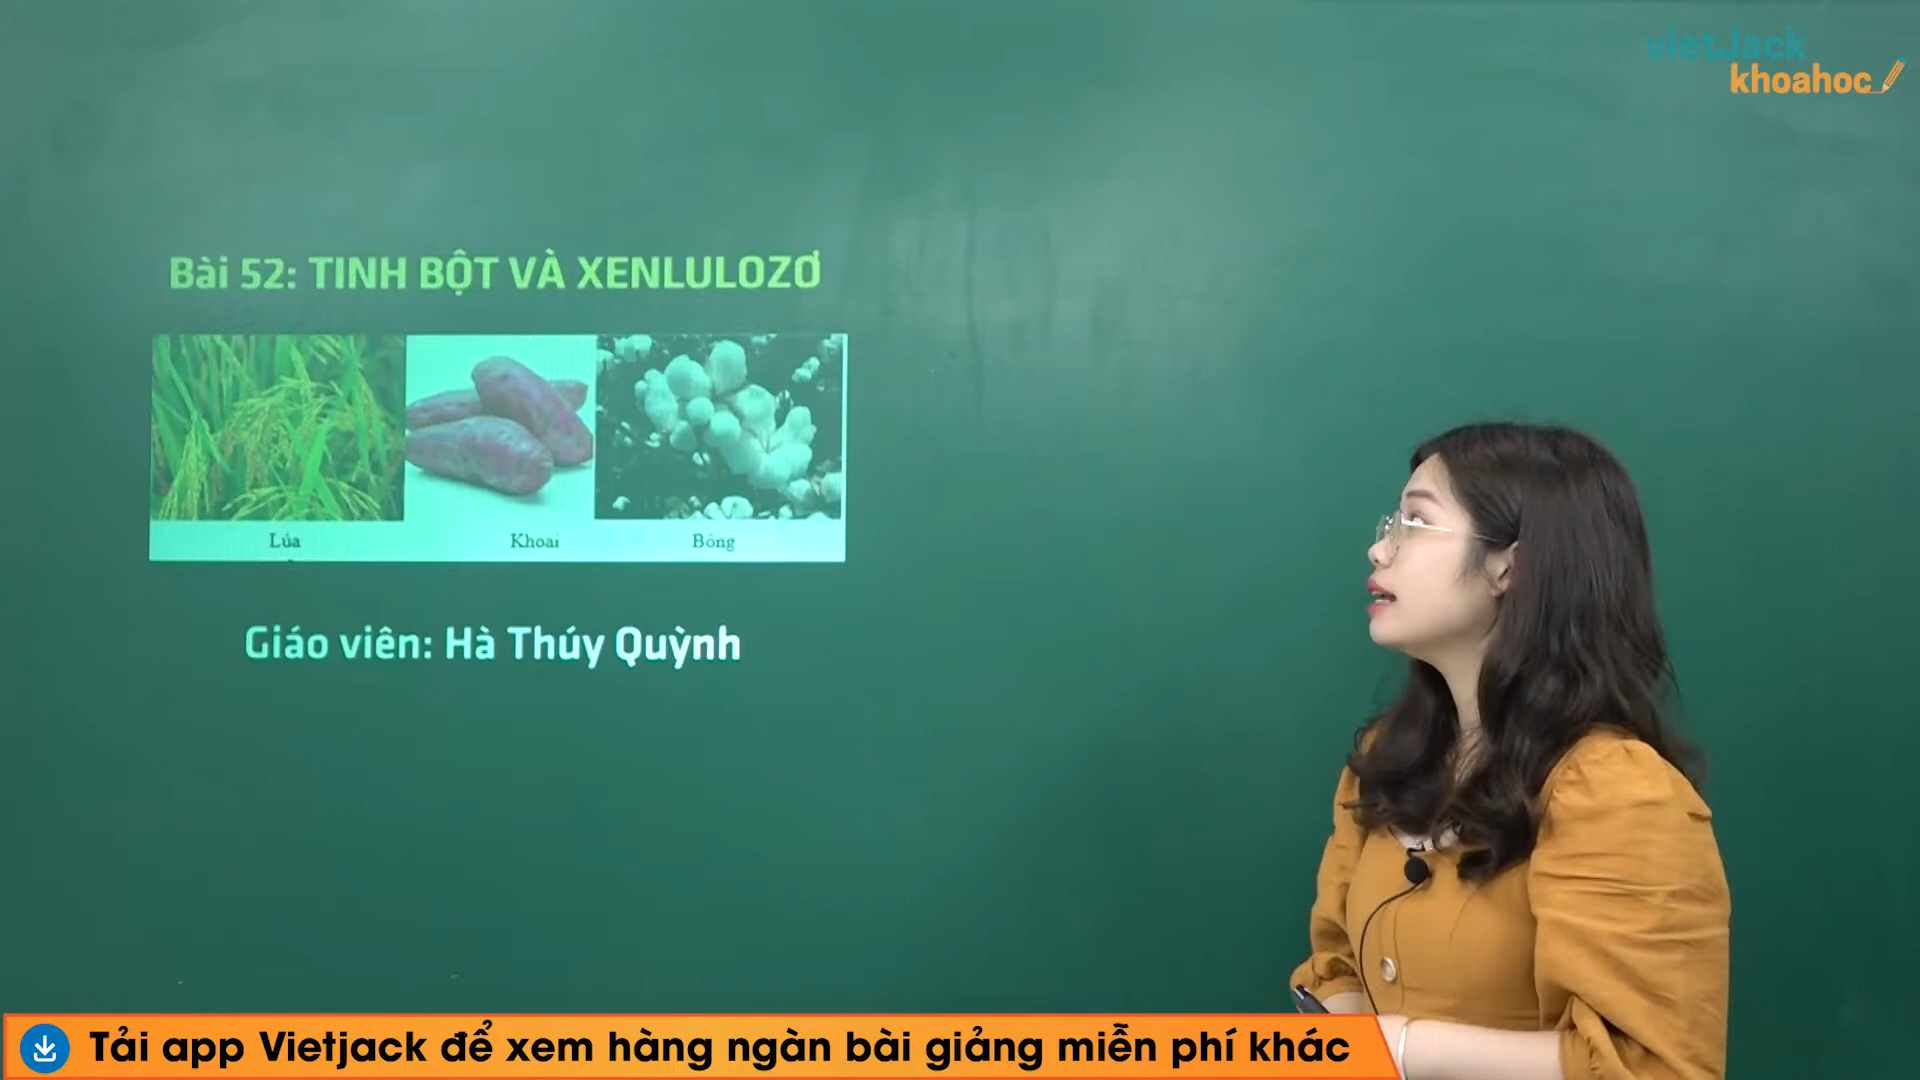 vietJack
khoahoc
Bài 52: TINH BỘT VÀ XENLULOZƠ
Lúa
Khoai
Bông
Giáo viên: Hà Thúy Quỳnh
Tải app Vietjack để xem hàng ngàn bài giảng miễn phí khác